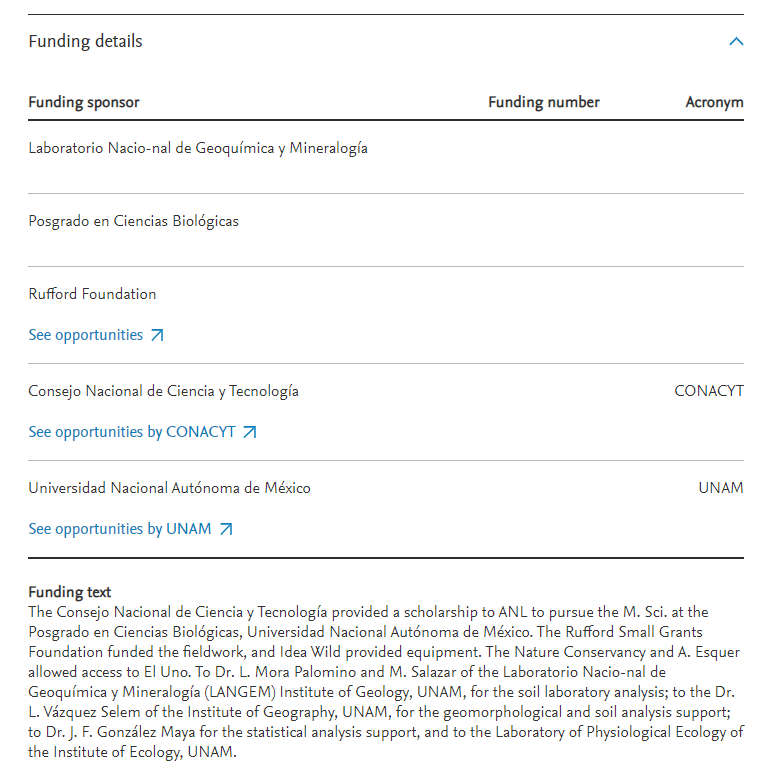 Funding details
Funding sponsor Funding number Acronym
Laboratorio Nacio-nal de Geoquímica y Mineralogía
Posgrado en Ciencias Biológicas
Rufford Foundation
See opportunities
Consejo Nacional de Ciencia y Tecnología CONACYT
See opportunities by CONACYT
Universidad Nacional Autónoma de México UNAM
See opportunities by UNAM
Funding text
The Consejo Nacional de Ciencia y Tecnología provided a scholarship to ANL to pursue the M. Sci. at the
Posgrado en Ciencias Biológicas, Universidad Nacional Autónoma de México. The Rufford Small Grants
Foundation funded the fieldwork, and Idea Wild provided equipment. The Nature Conservancy and A. Esquer
allowed access to El Uno. To Dr. L. Mora Palomino and M. Salazar of the Laboratorio Nacio-nal de
Geoquímica y Mineralogía (LANGEM) Institute of Geology, UNAM, for the soil laboratory analysis; to the Dr.
L. Vázquez Selem of the Institute of Geography, UNAM, for the geomorphological and soil analysis support;
to Dr. J. F. González Maya for the statistical analysis support, and to the Laboratory of Physiological Ecology of
the Institute of Ecology, UNAM.